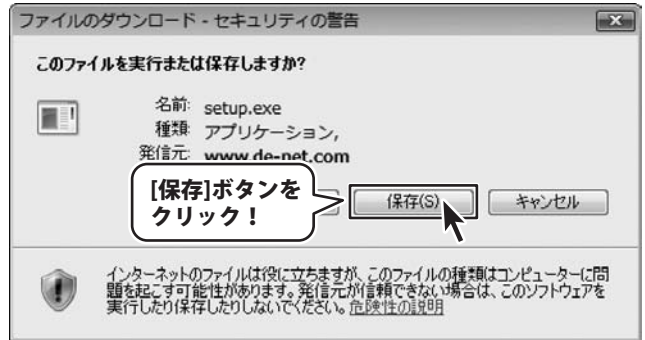 ファイルのダウンロード - セキュリティの警告
このファイルを実行または保存しますか?
名前: setup.exe
種類: アプリケーション,
発信元: www.de-net.com
[保存]ボタンを
クリック！
保存(S)
キャンセル
インターネットのファイルは役に立ちますが、このファイルの種類はコンピューターに問
題を起こす可能性があります。発信元が信頼できない場合は、このソフトウェアを
実行したり保存したりしないでください。危険性の説明